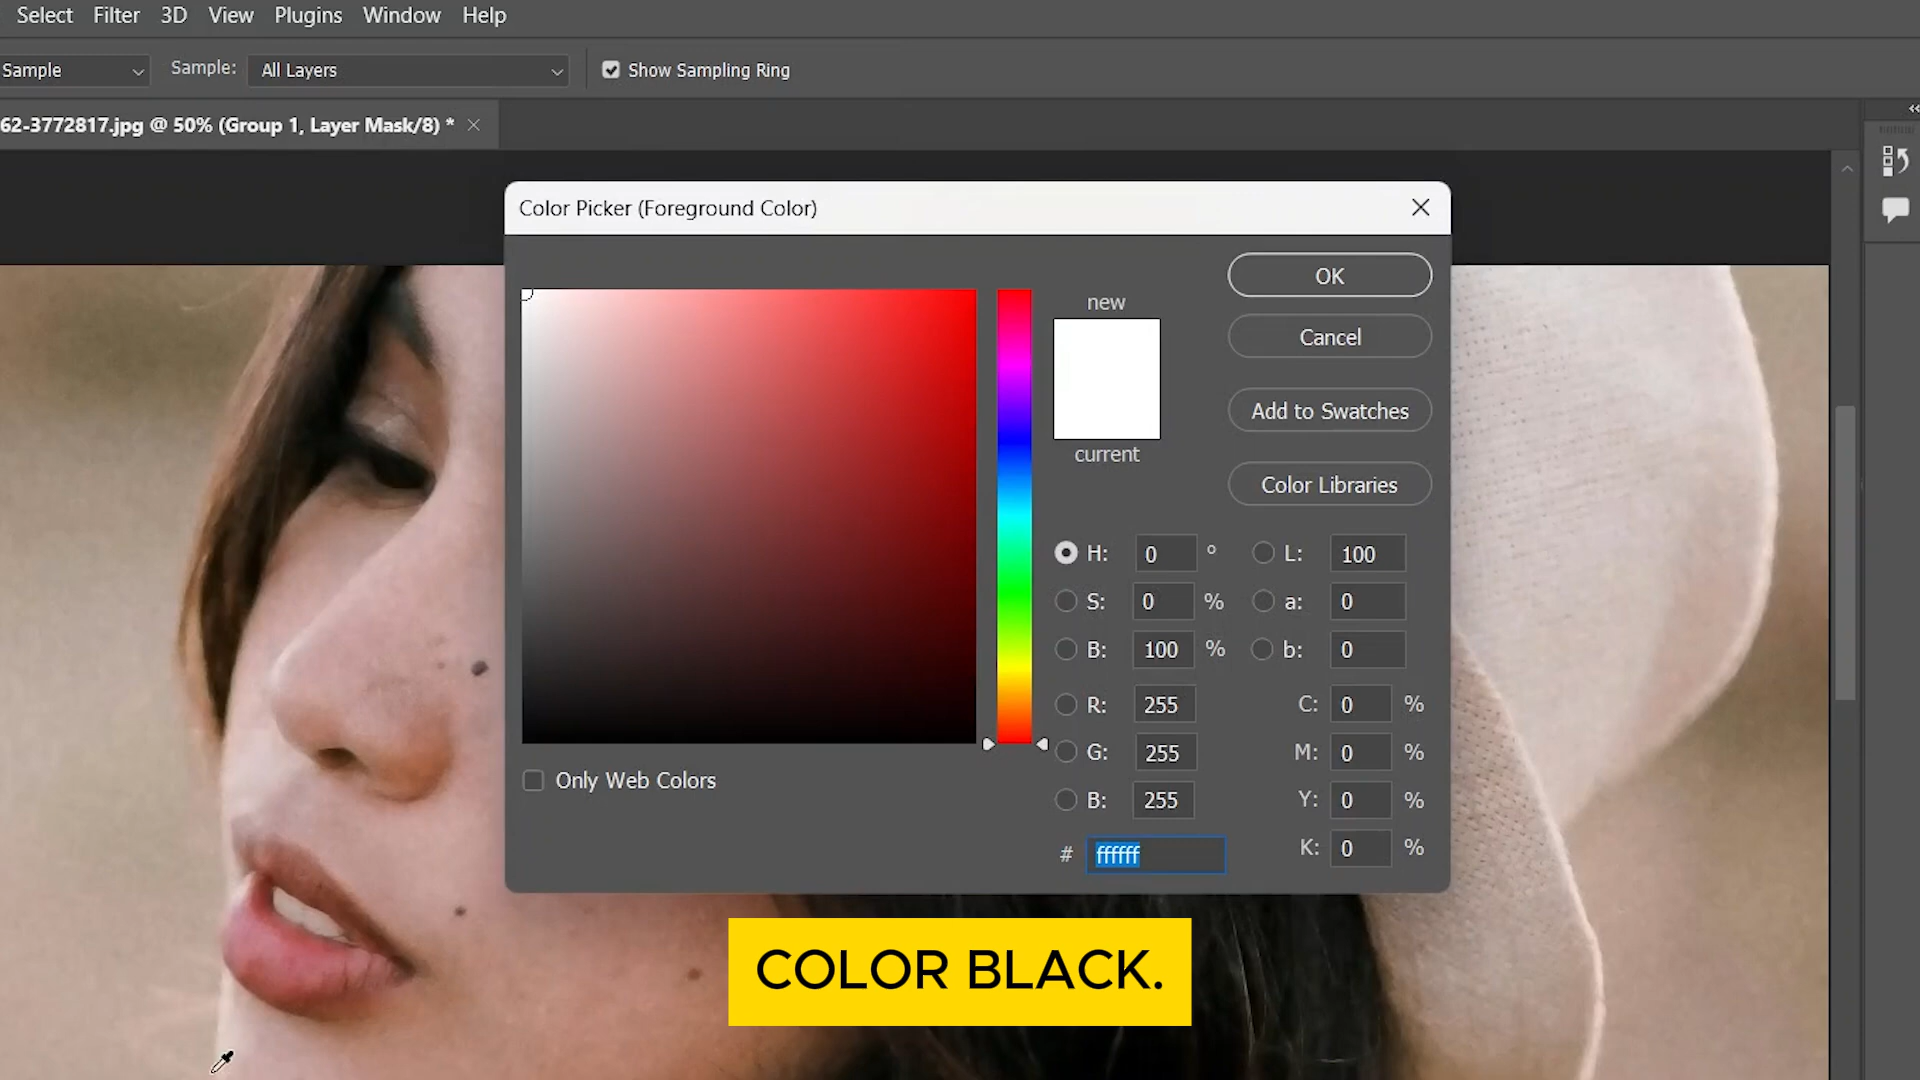 Select Filter 3D View Plugins Window Help
Sample Sample: All Layers Show Sampling Ring
62-3772817.jpg @ 50% (Group 1, Layer Mask/8) *
Color Picker (Foreground Color)
new
current
OK
Cancel
Add to Swatches
Color Libraries
H: 0 ° L: 100
S: 0 % a: 0
B: 100 % b: 0
R: 255 C: 0 %
G: 255 M: 0 %
B: 255 Y: 0 %
# ffffff K: 0 %
Only Web Colors
COLOR BLACK.